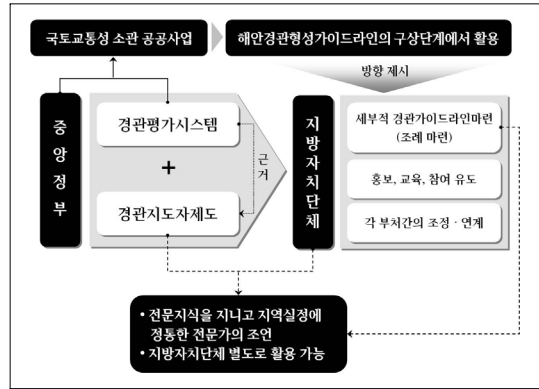 국토교통성 소관 공공사업
해안경관형성가이드라인의 구상단계에서 활용
방향 제시
중앙정부
경관평가시스템
+
경관지도자제도
근거
지방자치단체
세부적 경관가이드라인마련
(조례 마련)
홍보, 교육, 참여 유도
각 부처간의 조정 · 연계
• 전문지식을 지니고 지역실정에
정통한 전문가의 조언
• 지방자치단체 별도로 활용 가능